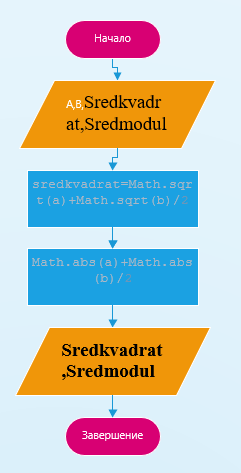 Начало
A,B,Sredkvadr
at,Sredmodul
sredkvadrat=Math.sqr
t(a)+Math.sqrt(b)/2
Math.abs(a)+Math.abs
(b)/2
Sredkvadrat
,Sredmodul
Завершение